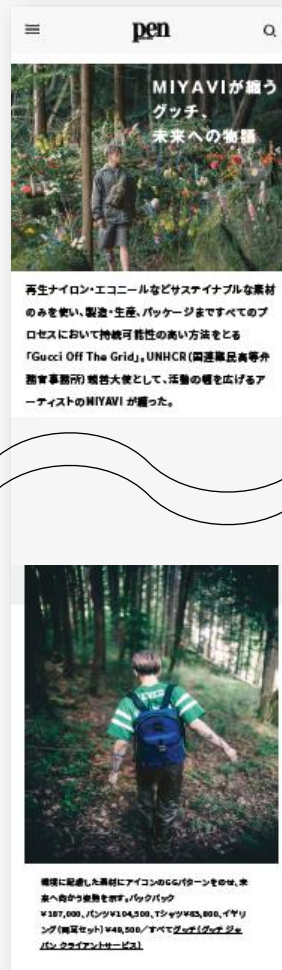 pen
MIYAVIが纏う
グッチ、
未来への物語
再生ナイロン・エコニールなどサステイナブルな素材
のみを使い、製造・生産、パッケージまですべてのプ
ロセスにおいて持続可能性の高い方法をとる
「Gucci Off The Grid」。UNHCR(国連難民高等弁
務官事務所)親善大使として、活動の幅を広げるア
ーティストのMIYAVI が纏った。
環境に配慮した素材にアイコンのGGパターンをのせ、未
来へ向かう姿勢を示す。バックパック
¥187,000、パンツ¥104,500、Tシャツ¥63,800、イヤリ
ング(両耳セット)¥49,500/すべてグッチ(グッチ ジャ
パン クライアントサービス)